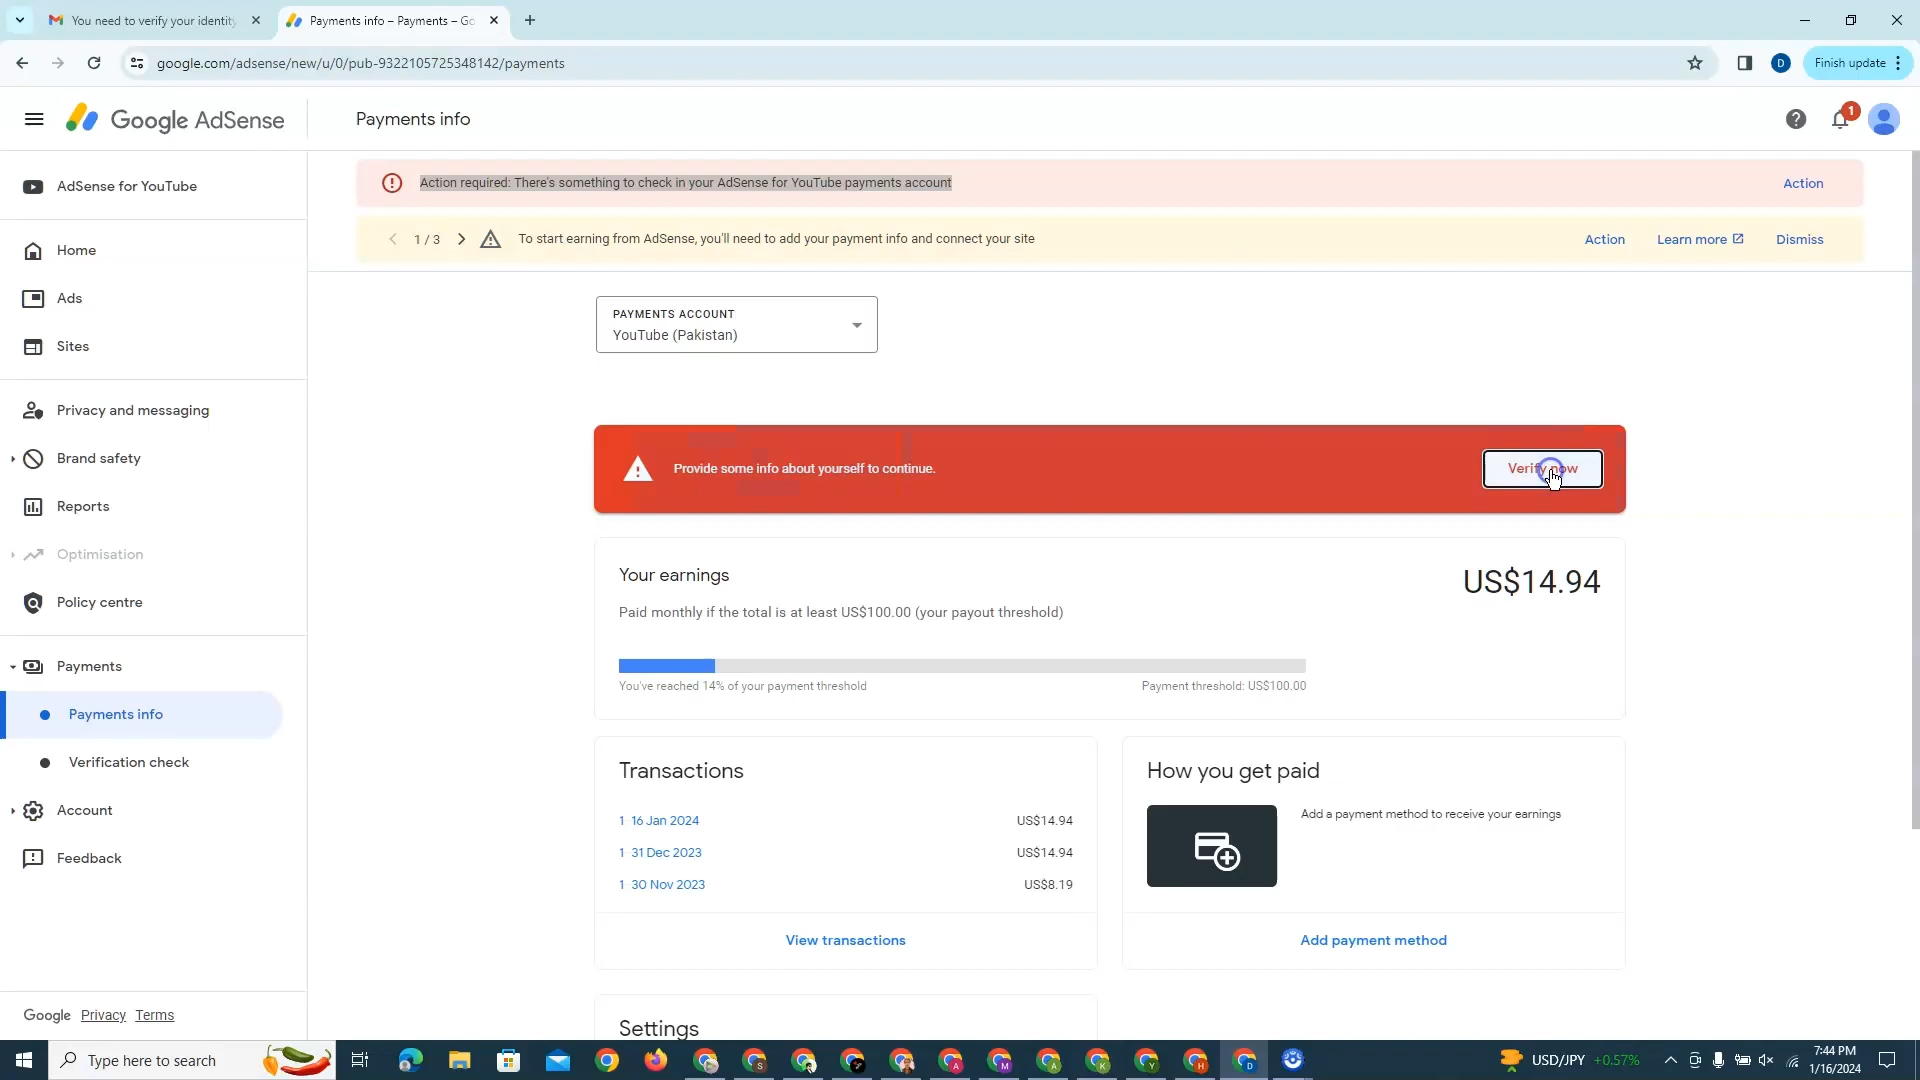 You need to verify your identity
Payments info – Payments – Go
google.com/adsense/new/u/0/pub-9322105725348142/payments
D
Finish update
Google AdSense
Payments info
1
AdSense for YouTube
Action required: There's something to check in your AdSense for YouTube payments account
Action
1 / 3
To start earning from AdSense, you'll need to add your payment info and connect your site
Action
Learn more
Dismiss
Home
Ads
Sites
Privacy and messaging
Brand safety
Reports
Optimisation
Policy centre
Payments
Payments info
Verification check
Account
Feedback
Google Privacy Terms
PAYMENTS ACCOUNT
YouTube (Pakistan)
Provide some info about yourself to continue.
Verify now
Your earnings
US$14.94
Paid monthly if the total is at least US$100.00 (your payout threshold)
You've reached 14% of your payment threshold
Payment threshold: US$100.00
Transactions
1 16 Jan 2024 US$14.94
1 31 Dec 2023 US$14.94
1 30 Nov 2023 US$8.19
View transactions
How you get paid
Add a payment method to receive your earnings
Add payment method
Settings
Type here to search
S
A
M
A
K
Y
H
D
USD/JPY +0.57%
7:44 PM
1/16/2024